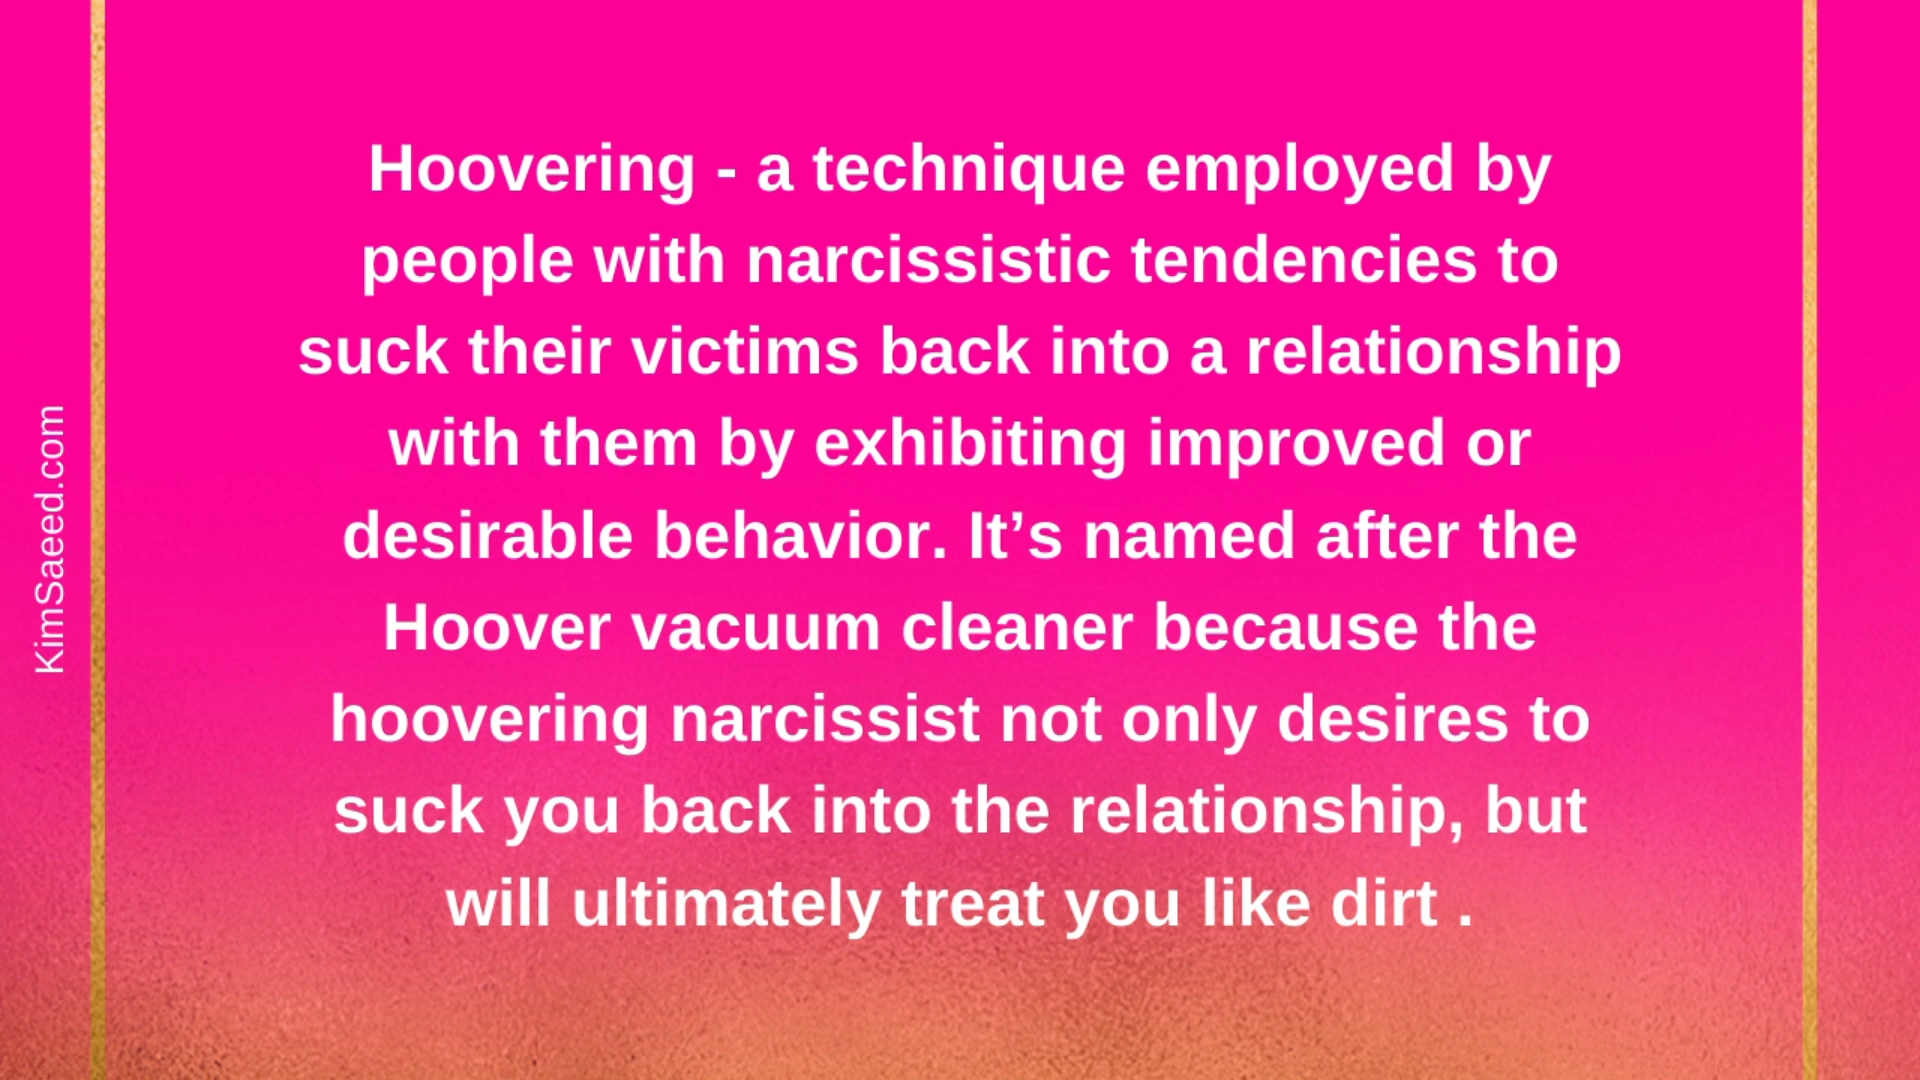 Hoovering - a technique employed by
people with narcissistic tendencies to
suck their victims back into a relationship
with them by exhibiting improved or
desirable behavior. It’s named after the
Hoover vacuum cleaner because the
hoovering narcissist not only desires to
suck you back into the relationship, but
will ultimately treat you like dirt .
KimSaeed.com